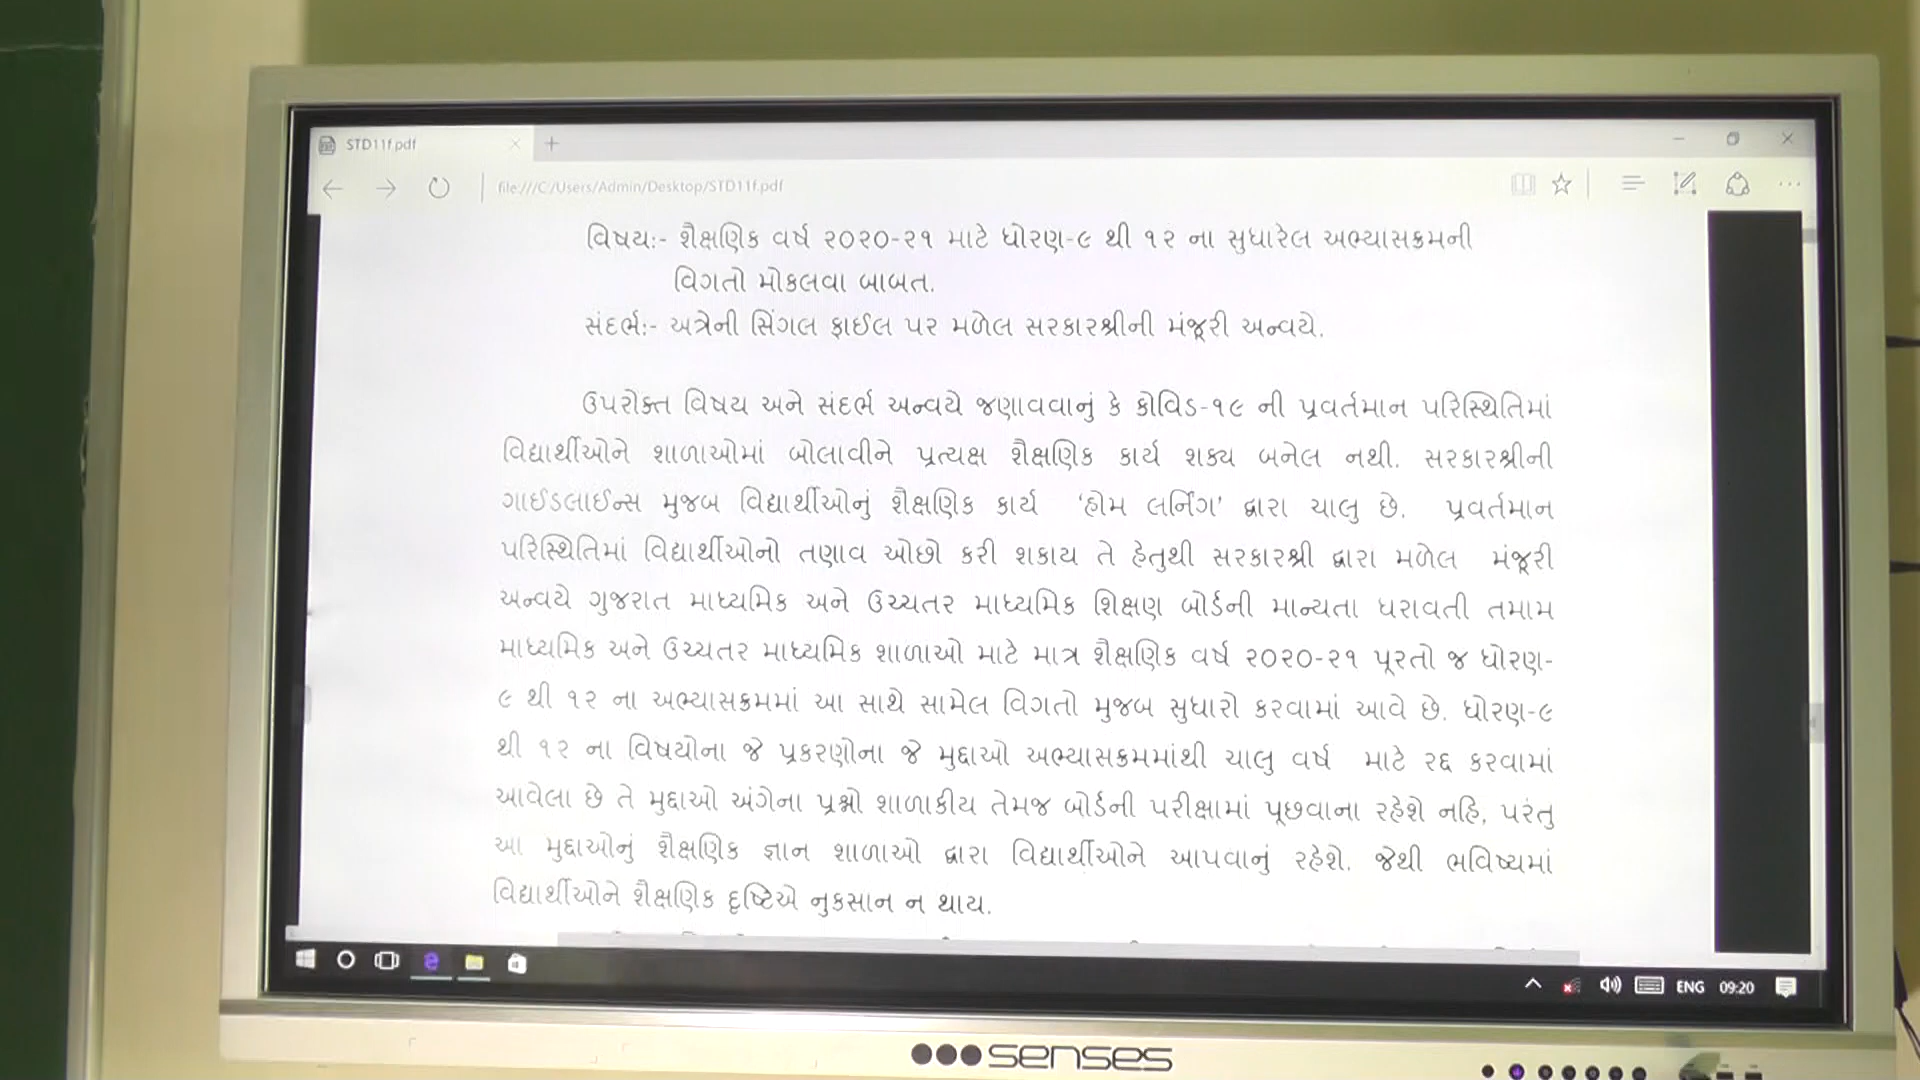 STD11f.pdf
file:///C:/Users/Admin/Desktop/STD11f.pdf
વિષય:- શૈક્ષણિક વર્ષ ૨૦૨૦-૨૧ માટે ધોરણ-૯ થી ૧૨ ના સુધારેલ અભ્યાસક્રમની
વિગતો મોકલવા બાબત.
સંદર્ભ:- અત્રેની સિંગલ ફાઈલ પર મળેલ સરકારશ્રીની મંજૂરી અન્વયે.
ઉપરોક્ત વિષય અને સંદર્ભ અન્વયે જણાવવાનું કે કોવિડ-૧૯ ની પ્રવર્તમાન પરિસ્થિતિમાં
વિદ્યાર્થીઓને શાળાઓમાં બોલાવીને પ્રત્યક્ષ શૈક્ષણિક કાર્ય શક્ય બનેલ નથી. સરકારશ્રીની
ગાઈડલાઈન્સ મુજબ વિદ્યાર્થીઓનું શૈક્ષણિક કાર્ય ‘હોમ લર્નિંગ’ દ્વારા ચાલુ છે. પ્રવર્તમાન
પરિસ્થિતિમાં વિદ્યાર્થીઓનો તણાવ ઓછો કરી શકાય તે હેતુથી સરકારશ્રી દ્વારા મળેલ મંજૂરી
અન્વયે ગુજરાત માધ્યમિક અને ઉચ્ચતર માધ્યમિક શિક્ષણ બોર્ડની માન્યતા ધરાવતી તમામ
માધ્યમિક અને ઉચ્ચતર માધ્યમિક શાળાઓ માટે માત્ર શૈક્ષણિક વર્ષ ૨૦૨૦-૨૧ પૂરતો જ ધોરણ-
૯ થી ૧૨ ના અભ્યાસક્રમમાં આ સાથે સામેલ વિગતો મુજબ સુધારો કરવામાં આવે છે. ધોરણ-૯
થી ૧૨ ના વિષયોના જે પ્રકરણોના જે મુદ્દાઓ અભ્યાસક્રમમાંથી ચાલુ વર્ષ માટે રદ્દ કરવામાં
આવેલા છે તે મુદ્દાઓ અંગેના પ્રશ્નો શાળાકીય તેમજ બોર્ડની પરીક્ષામાં પૂછવાના રહેશે નહિ, પરંતુ
આ મુદ્દાઓનું શૈક્ષણિક જ્ઞાન શાળાઓ દ્વારા વિદ્યાર્થીઓને આપવાનું રહેશે. જેથી ભવિષ્યમાં
વિદ્યાર્થીઓને શૈક્ષણિક દૃષ્ટિએ નુકસાન ન થાય.
ENG 09:20
senses